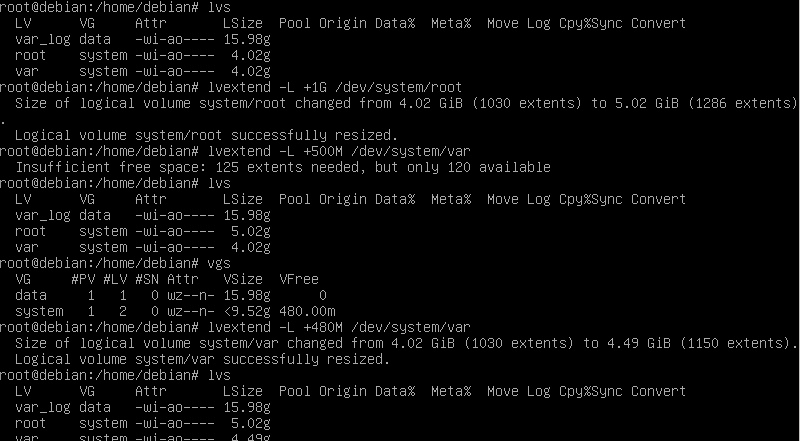 root@debian:/home/debian# lvs
  LV      VG     Attr       LSize  Pool Origin Data%  Meta%  Move Log Cpy%Sync Convert
  var_log data   -wi-ao---- 15.98g
  root    system -wi-ao----  4.02g
  var     system -wi-ao----  4.02g
root@debian:/home/debian# lvextend -L +1G /dev/system/root
  Size of logical volume system/root changed from 4.02 GiB (1030 extents) to 5.02 GiB (1286 extents)
.
  Logical volume system/root successfully resized.
root@debian:/home/debian# lvextend -L +500M /dev/system/var
  Insufficient free space: 125 extents needed, but only 120 available
root@debian:/home/debian# lvs
  LV      VG     Attr       LSize  Pool Origin Data%  Meta%  Move Log Cpy%Sync Convert
  var_log data   -wi-ao---- 15.98g
  root    system -wi-ao----  5.02g
  var     system -wi-ao----  4.02g
root@debian:/home/debian# vgs
  VG     #PV #LV #SN Attr   VSize  VFree
  data     1   1   0 wz--n- 15.98g      0
  system   1   2   0 wz--n- <9.52g 480.00m
root@debian:/home/debian# lvextend -L +480M /dev/system/var
  Size of logical volume system/var changed from 4.02 GiB (1030 extents) to 4.49 GiB (1150 extents).
  Logical volume system/var successfully resized.
root@debian:/home/debian# lvs
  LV      VG     Attr       LSize  Pool Origin Data%  Meta%  Move Log Cpy%Sync Convert
  var_log data   -wi-ao---- 15.98g
  root    system -wi-ao----  5.02g
  var     system -wi-ao----  4.49g